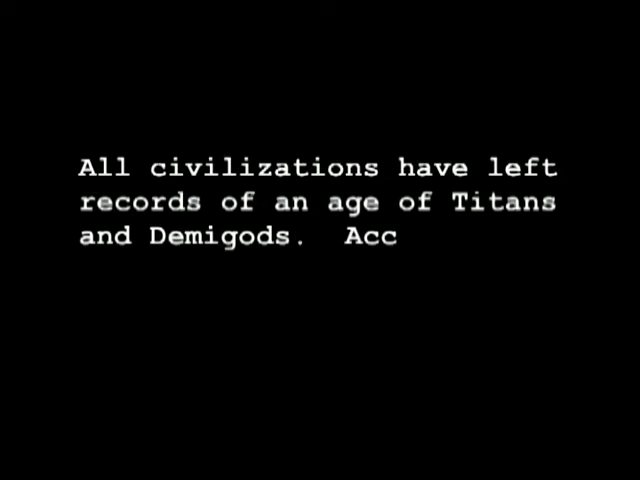 All civilizations have left
records of an age of Titans
and Demigods.  Acc